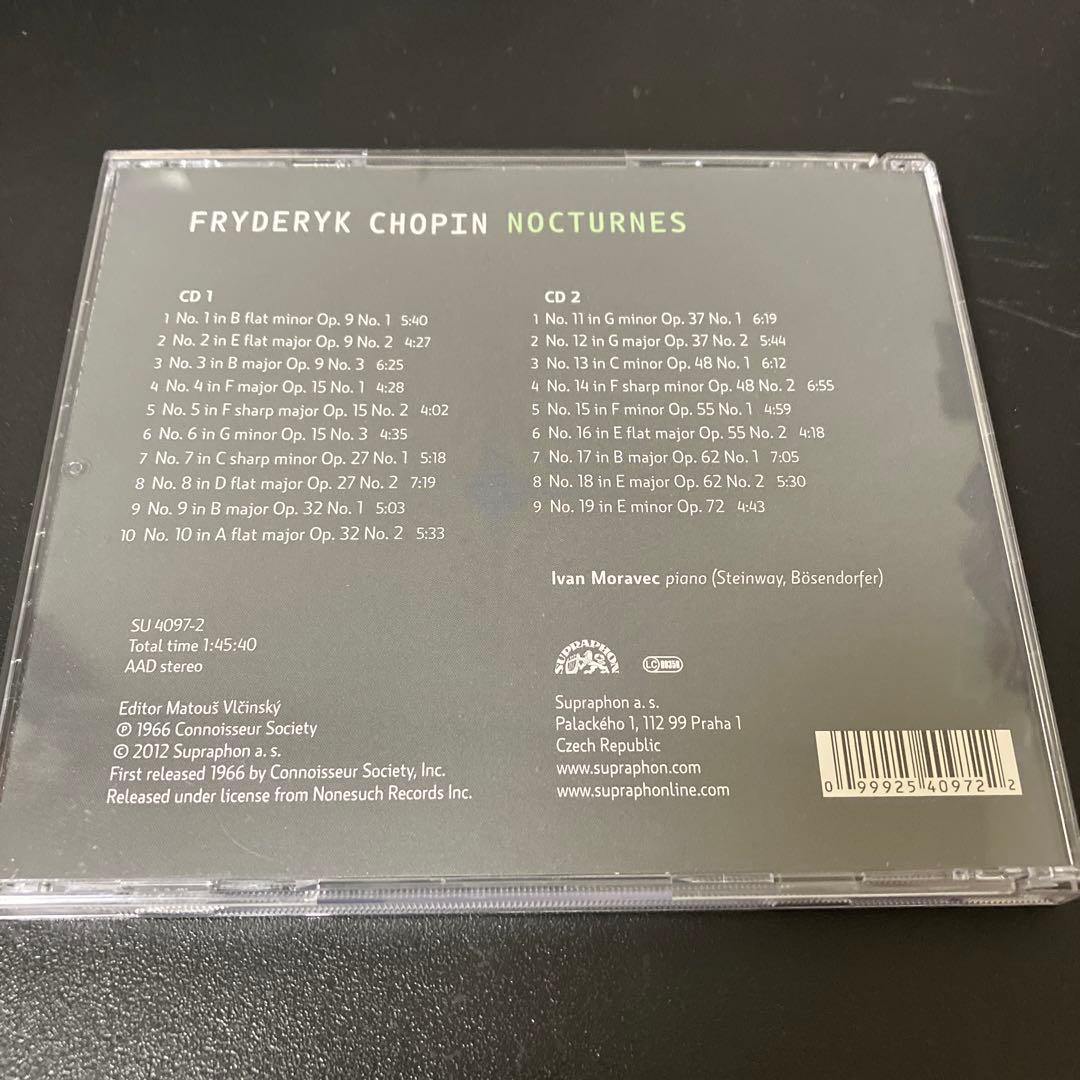 FRYDERYK CHOPIN NOCTURNES
CD 1
1 No. 1 in B flat minor Op. 9 No. 1 5:40
2 No. 2 in E flat major Op. 9 No. 2 4:27
3 No. 3 in B major Op. 9 No. 3 6:25
4 No. 4 in F major Op. 15 No. 1 4:28
5 No. 5 in F sharp major Op. 15 No. 2 4:02
6 No. 6 in G minor Op. 15 No. 3 4:35
7 No. 7 in C sharp minor Op. 27 No. 1 5:18
8 No. 8 in D flat major Op. 27 No. 2 7:19
9 No. 9 in B major Op. 32 No. 1 5:03
10 No. 10 in A flat major Op. 32 No. 2 5:33
CD 2
1 No. 11 in G minor Op. 37 No. 1 6:19
2 No. 12 in G major Op. 37 No. 2 5:44
3 No. 13 in C minor Op. 48 No. 1 6:12
4 No. 14 in F sharp minor Op. 48 No. 2 6:55
5 No. 15 in F minor Op. 55 No. 1 4:59
6 No. 16 in E flat major Op. 55 No. 2 4:18
7 No. 17 in B major Op. 62 No. 1 7:05
8 No. 18 in E major Op. 62 No. 2 5:30
9 No. 19 in E minor Op. 72 4:43
Ivan Moravec piano (Steinway, Bösendorfer)
SU 4097-2
Total time 1:45:40
AAD stereo
Editor Matouš Vlčinský
℗ 1966 Connoisseur Society
© 2012 Supraphon a. s.
First released 1966 by Connoisseur Society, Inc.
Released under license from Nonesuch Records Inc.
SUPRAPHON
LC 00358
Supraphon a. s.
Palackého 1, 112 99 Praha 1
Czech Republic
www.supraphon.com
www.supraphonline.com
0 99925 40972 2